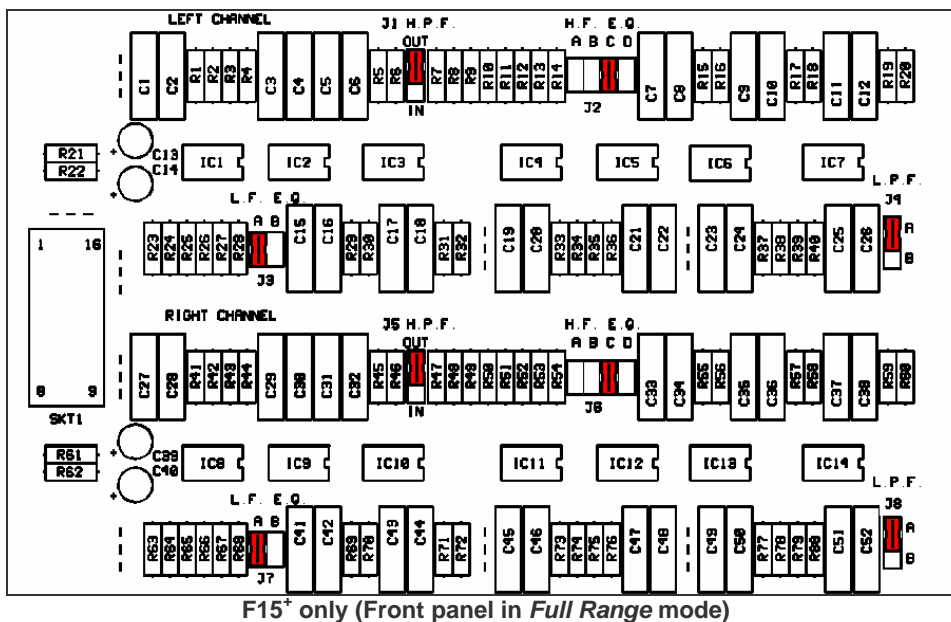 LEFT CHANNEL J1 H.P.F. H.F. E.Q.
OUT A B C D
C1 C2 R1 R2 R3 R4 C3 C4 C5 C6 R5 R6 R7 R8 R9 R10 R11 R12 R13 R14 C7 C8 R15 R16 C9 C10 R17 R18 C11 C12 R19 R20
IN J2
R21 C13 IC1 IC2 IC3 IC4 IC5 IC6 IC7
R22 C14
L.F. E.Q. L.P.F.
A B J4
1 16 R23 R24 R25 R26 R27 R28 C15 C16 R29 R30 C17 C18 R31 R32 C19 C20 R33 R34 R35 R36 C21 C22 C23 C24 R37 R38 R39 R40 C25 C26 A
J3 B
RIGHT CHANNEL J5 H.P.F. H.F. E.Q.
OUT A B C D
C27 C28 R41 R42 R43 R44 C29 C30 C31 C32 R45 R46 R47 R48 R49 R50 R51 R52 R53 R54 C33 C34 R55 R56 C35 C36 R57 R58 C37 C38 R59 R60
8 9 IN J6
SKT1
R61 C39 IC8 IC9 IC10 IC11 IC12 IC13 IC14
R62 C40
L.F. E.Q. L.P.F.
A B J8
R63 R64 R65 R66 R67 R68 C41 C42 R69 R70 C43 C44 R71 R72 C45 C46 R73 R74 R75 R76 C47 C48 C49 C50 R77 R78 R79 R80 C51 C52 A
J7 B
F15+ only (Front panel in Full Range mode)